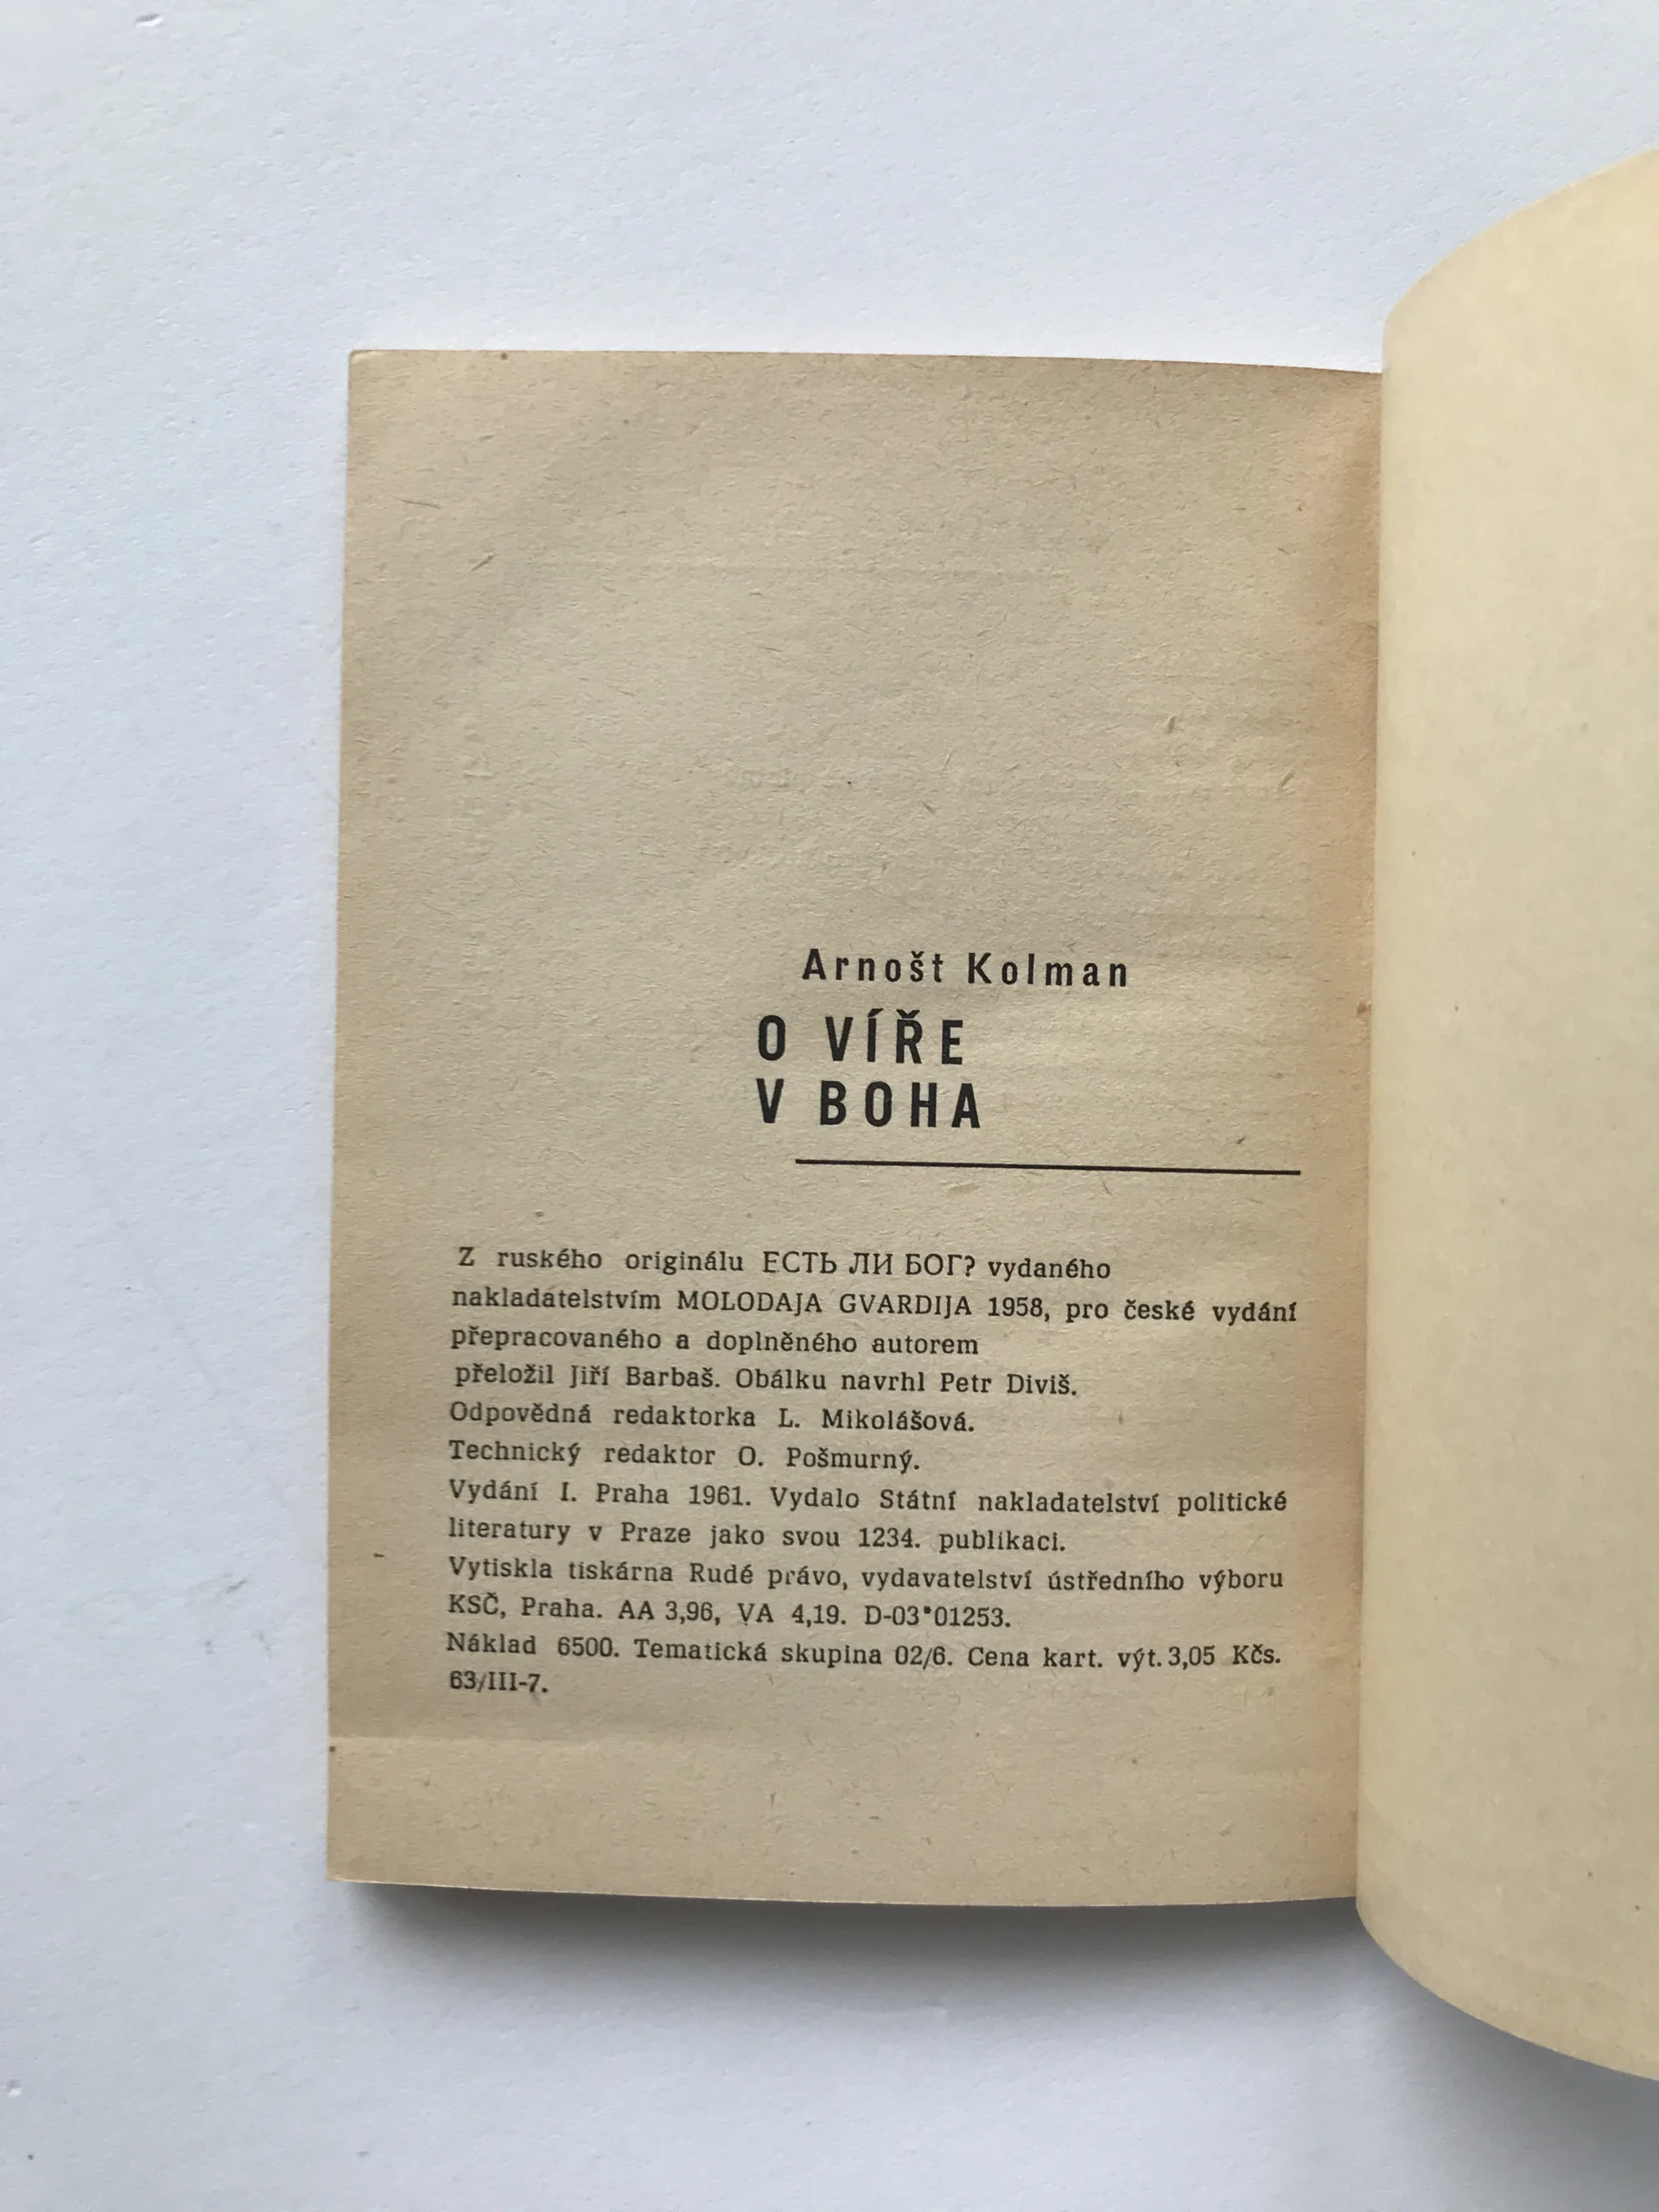 Arnošt Kolman
O VÍŘE
V BOHA
Z ruského originálu ЕСТЬ ЛИ БОГ? vydaného
nakladatelstvím MOLODAJA GVARDIJA 1958, pro české vydání
přepracovaného a doplněného autorem
přeložil Jiří Barbaš. Obálku navrhl Petr Diviš.
Odpovědná redaktorka L. Mikolášová.
Technický redaktor O. Pošmurný.
Vydání I. Praha 1961. Vydalo Státní nakladatelství politické
literatury v Praze jako svou 1234. publikaci.
Vytiskla tiskárna Rudé právo, vydavatelství ústředního výboru
KSČ, Praha. AA 3,96, VA 4,19. D-03*01253.
Náklad 6500. Tematická skupina 02/6. Cena kart. výt. 3,05 Kčs.
63/III-7.